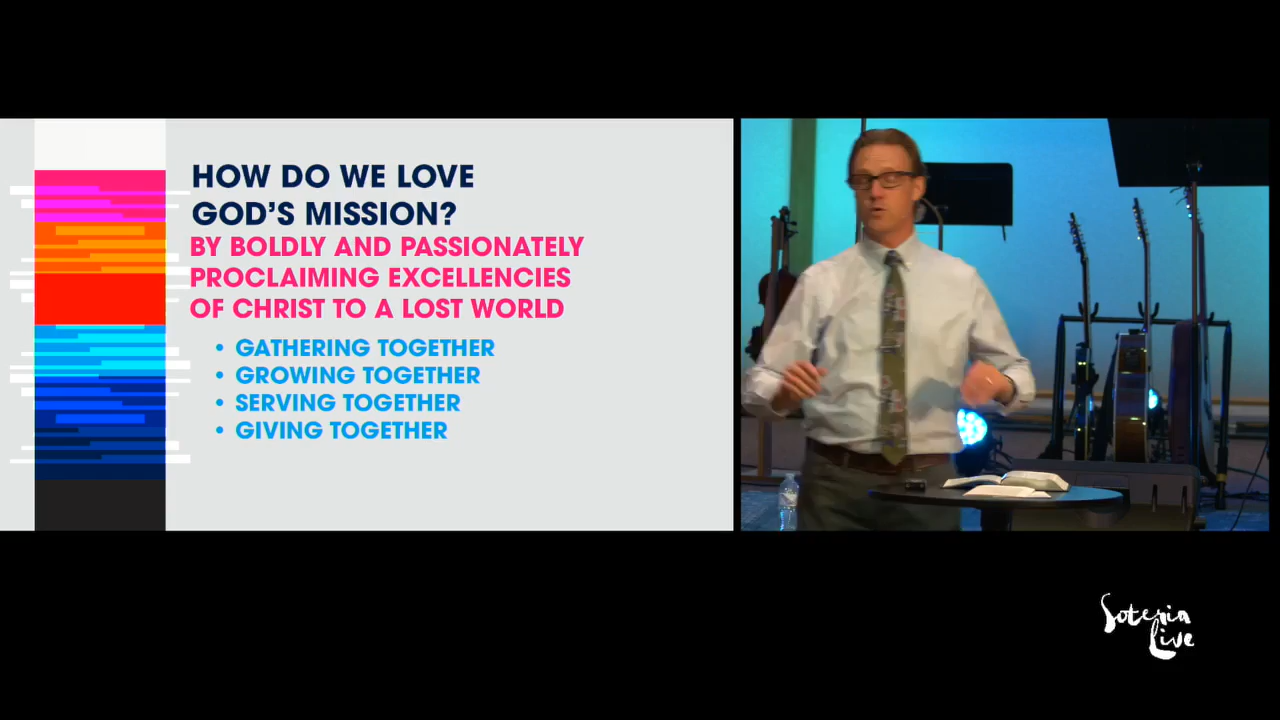 HOW DO WE LOVE
GOD'S MISSION?
BY BOLDLY AND PASSIONATELY
PROCLAIMING EXCELLENCIES
OF CHRIST TO A LOST WORLD
• GATHERING TOGETHER
• GROWING TOGETHER
• SERVING TOGETHER
• GIVING TOGETHER
Soteria
Live